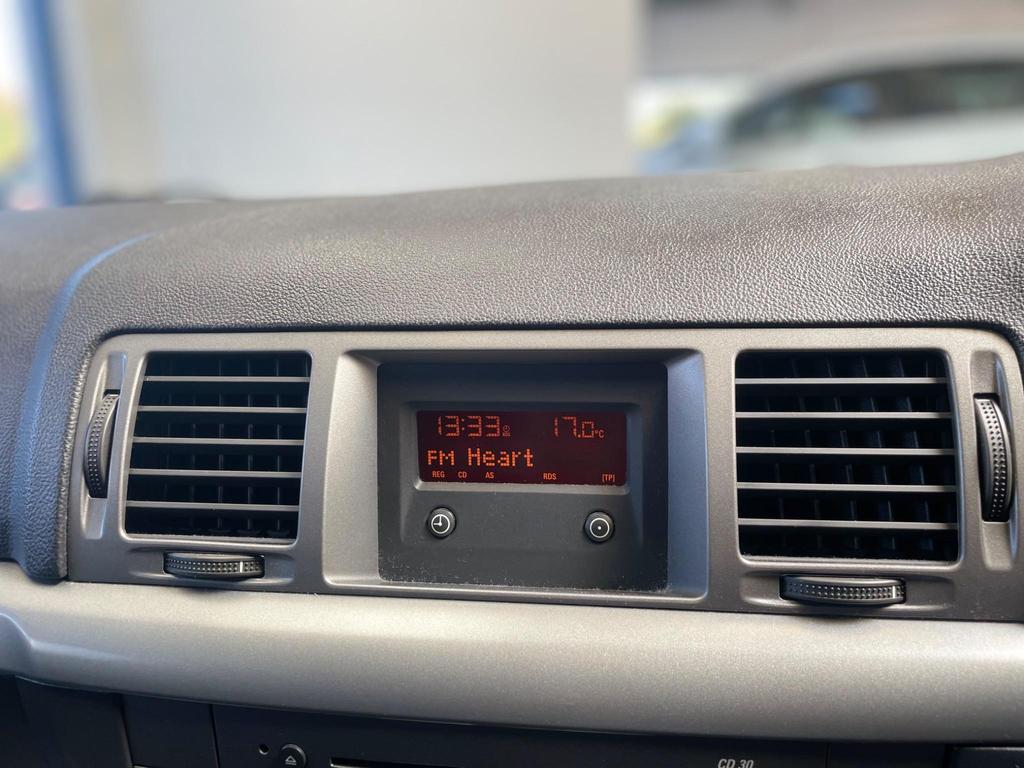 13:33 17.0°C
FM Heart
REG CD AS RDS [TP]
CD 30